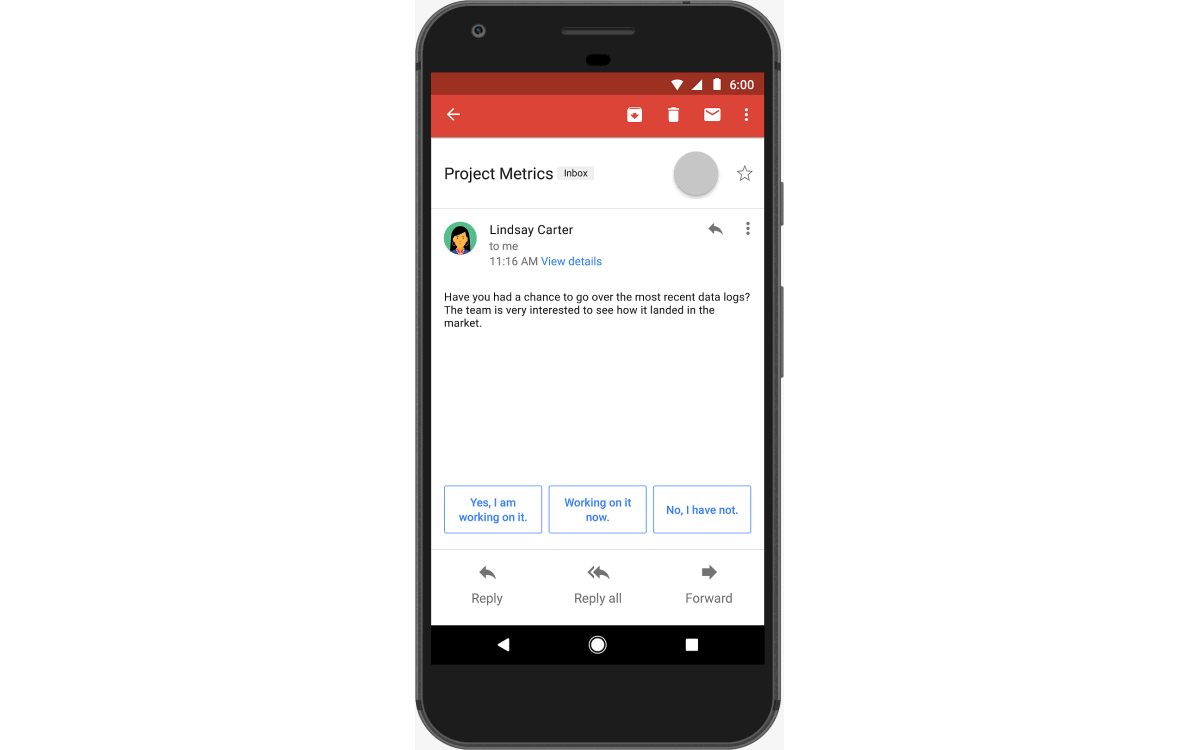 6:00
Project Metrics Inbox
Lindsay Carter
to me
11:16 AM View details
Have you had a chance to go over the most recent data logs?
The team is very interested to see how it landed in the
market.
Yes, I am
working on it.
Working on it
now.
No, I have not.
Reply
Reply all
Forward